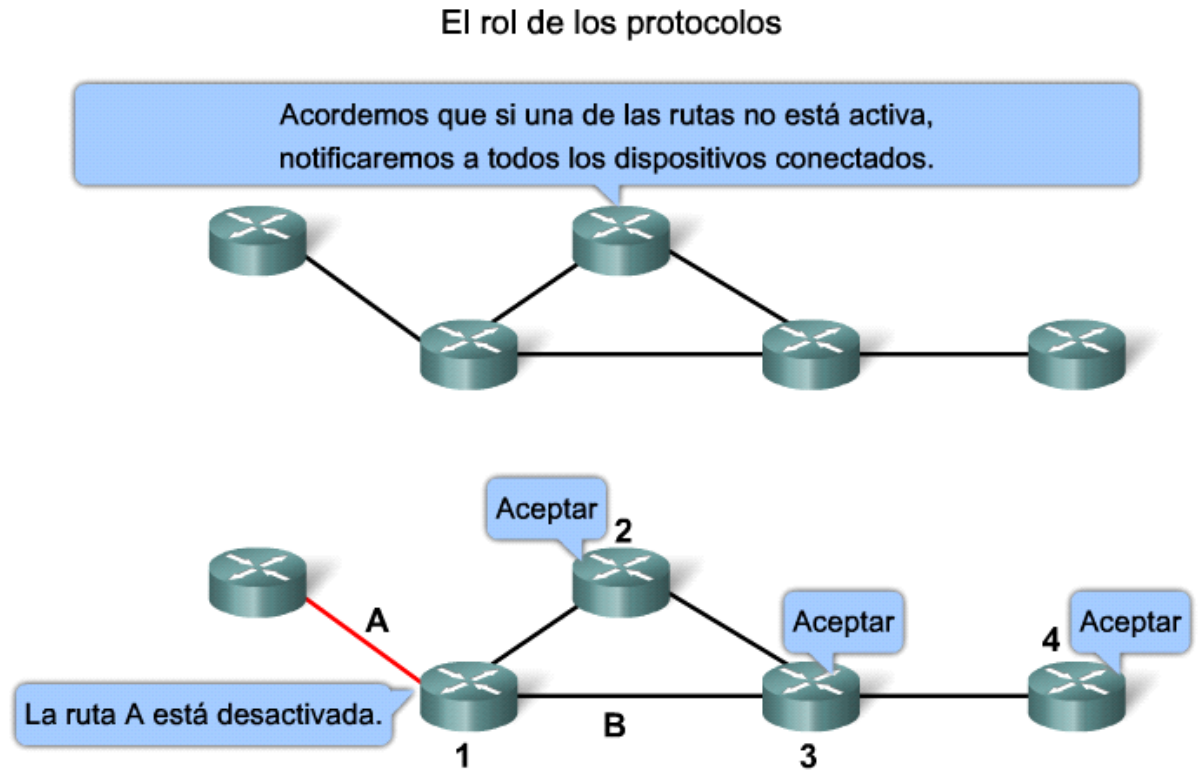 El rol de los protocolos
Acordemos que si una de las rutas no está activa,
notificaremos a todos los dispositivos conectados.
Aceptar
2
A
Aceptar
4
Aceptar
La ruta A está desactivada.
B
1
3